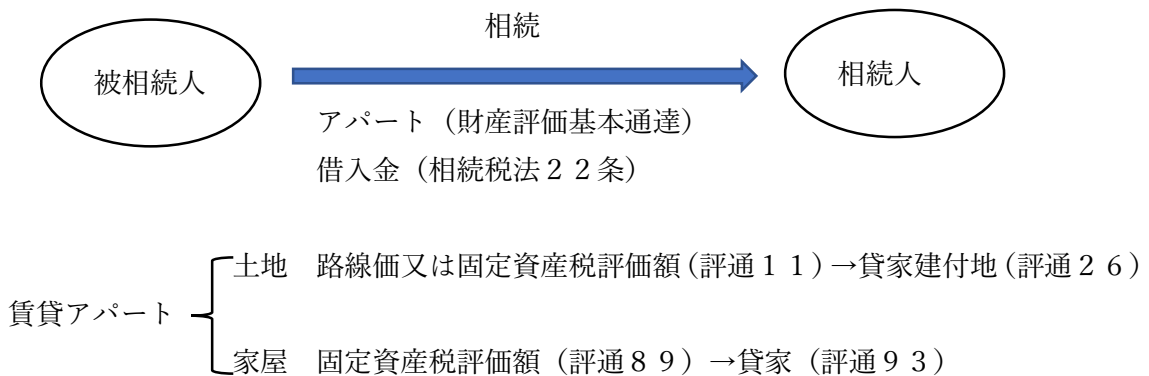 相続
被相続人
相続人
アパート（財産評価基本通達）
借入金（相続税法２２条）
土地　路線価又は固定資産税評価額（評通１１）→貸家建付地（評通２６）
賃貸アパート
家屋　固定資産税評価額（評通８９）→貸家（評通９３）